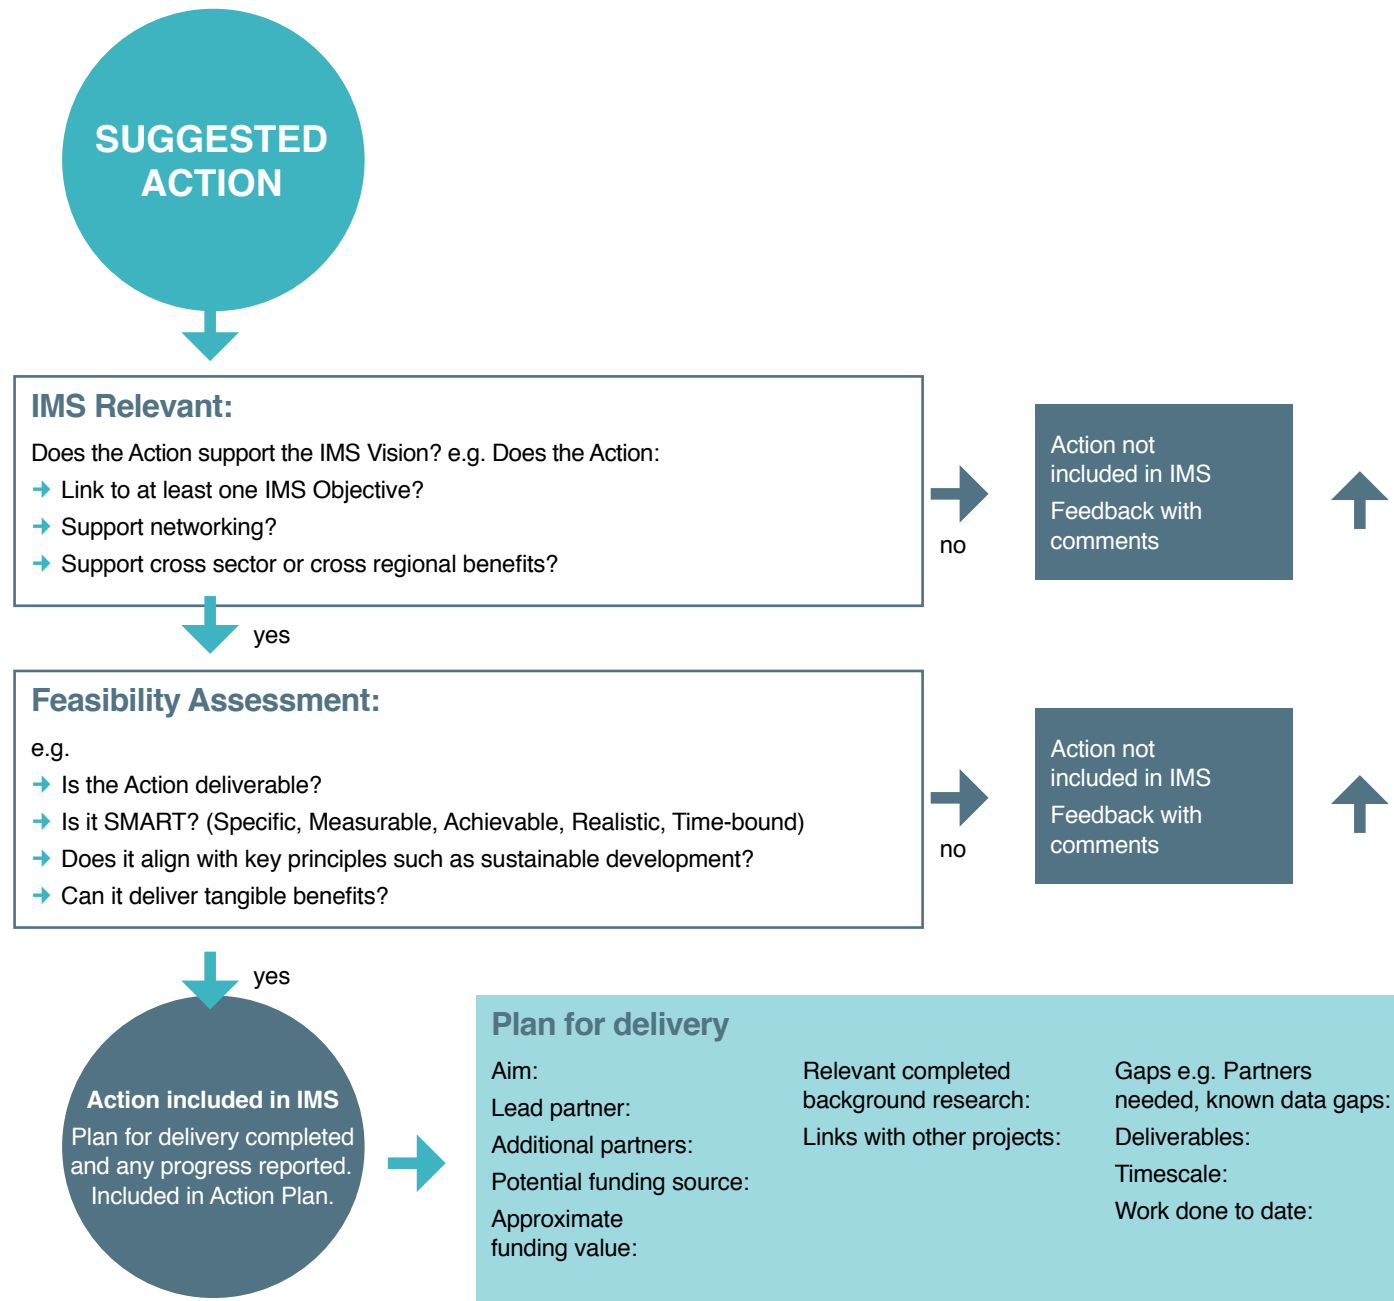 SUGGESTED
ACTION
IMS Relevant:
Does the Action support the IMS Vision? e.g. Does the Action:
Link to at least one IMS Objective?
Support networking?
Support cross sector or cross regional benefits?
no
Action not
included in IMS
Feedback with
comments
yes
Feasibility Assessment:
e.g.
Is the Action deliverable?
Is it SMART? (Specific, Measurable, Achievable, Realistic, Time-bound)
Does it align with key principles such as sustainable development?
Can it deliver tangible benefits?
no
Action not
included in IMS
Feedback with
comments
yes
Action included in IMS
Plan for delivery completed
and any progress reported.
Included in Action Plan.
Plan for delivery
Aim:
Lead partner:
Additional partners:
Potential funding source:
Approximate
funding value:
Relevant completed
background research:
Links with other projects:
Gaps e.g. Partners
needed, known data gaps:
Deliverables:
Timescale:
Work done to date: